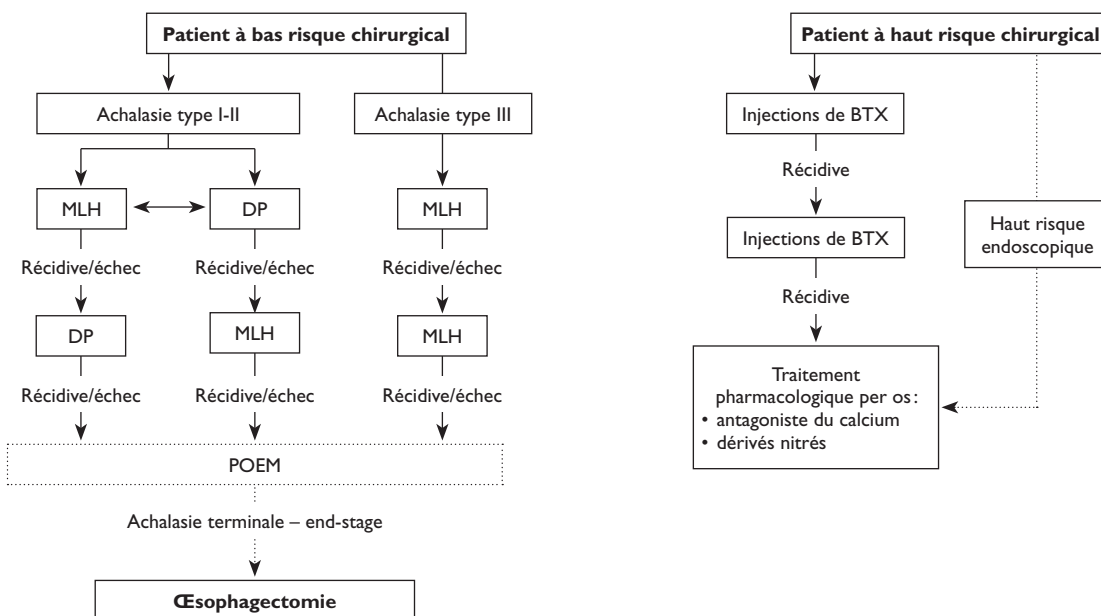 Patient à bas risque chirurgical
Achalasie type I-II
Achalasie type III
MLH
DP
MLH
Récidive/échec
Récidive/échec
Récidive/échec
DP
MLH
MLH
Récidive/échec
Récidive/échec
Récidive/échec
POEM
Achalasie terminale – end-stage
Œsophagectomie
Patient à haut risque chirurgical
Injections de BTX
Récidive
Injections de BTX
Haut risque
endoscopique
Récidive
Traitement
pharmacologique per os :
• antagoniste du calcium
• dérivés nitrés